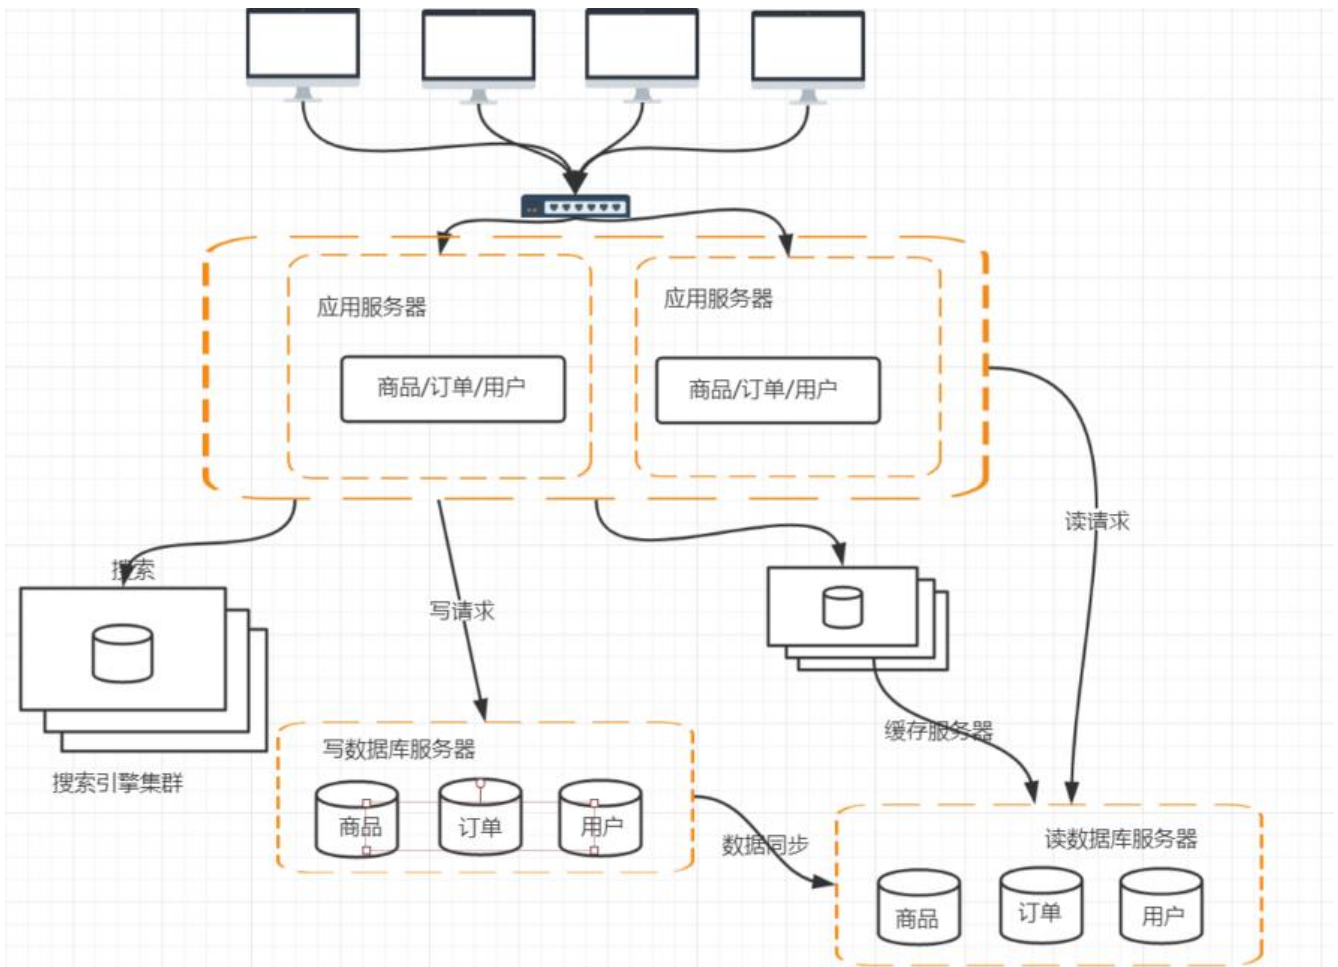 应用服务器
应用服务器
商品/订单/用户
商品/订单/用户
读请求
搜索
写请求
缓存服务器
写数据库服务器
搜索引擎集群
商品
订单
用户
数据同步
读数据库服务器
商品
订单
用户